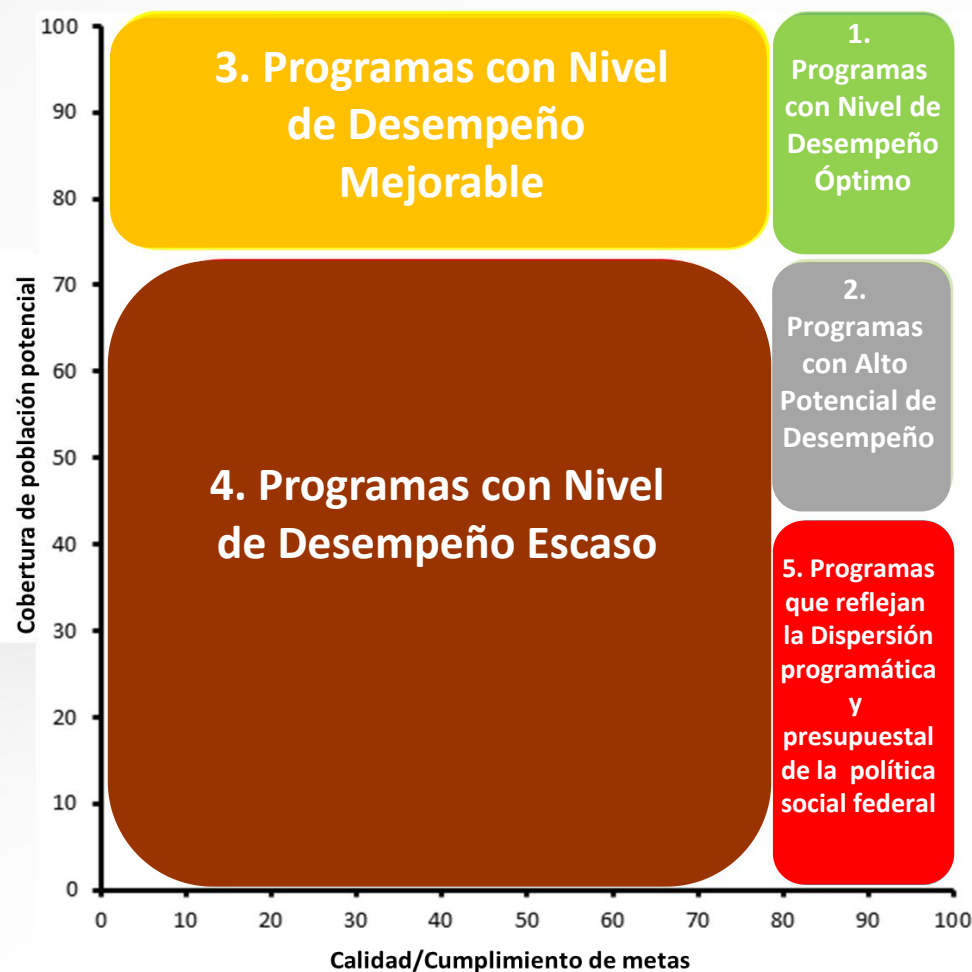 100
90
80
70
60
50
40
30
20
10
0
Cobertura de población potencial
3. Programas con Nivel
de Desempeño
Mejorable
1.
Programas
con Nivel de
Desempeño
Óptimo
2.
Programas
con Alto
Potencial de
Desempeño
4. Programas con Nivel
de Desempeño Escaso
5. Programas
que reflejan
la Dispersión
programática
y
presupuestal
de la política
social federal
0 10 20 30 40 50 60 70 80 90 100
Calidad/Cumplimiento de metas